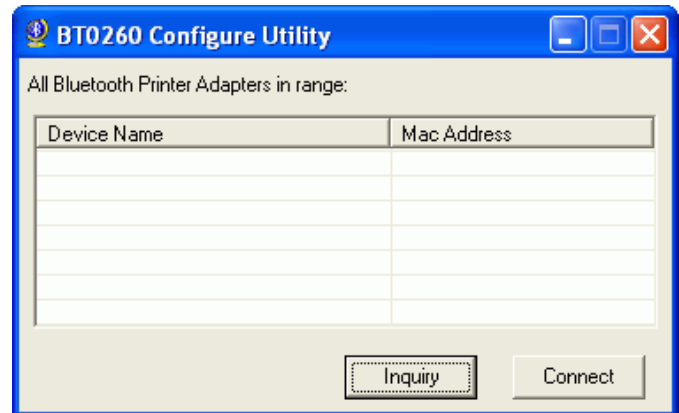 BT0260 Configure Utility
All Bluetooth Printer Adapters in range:
Device Name Mac Address
Inquiry Connect